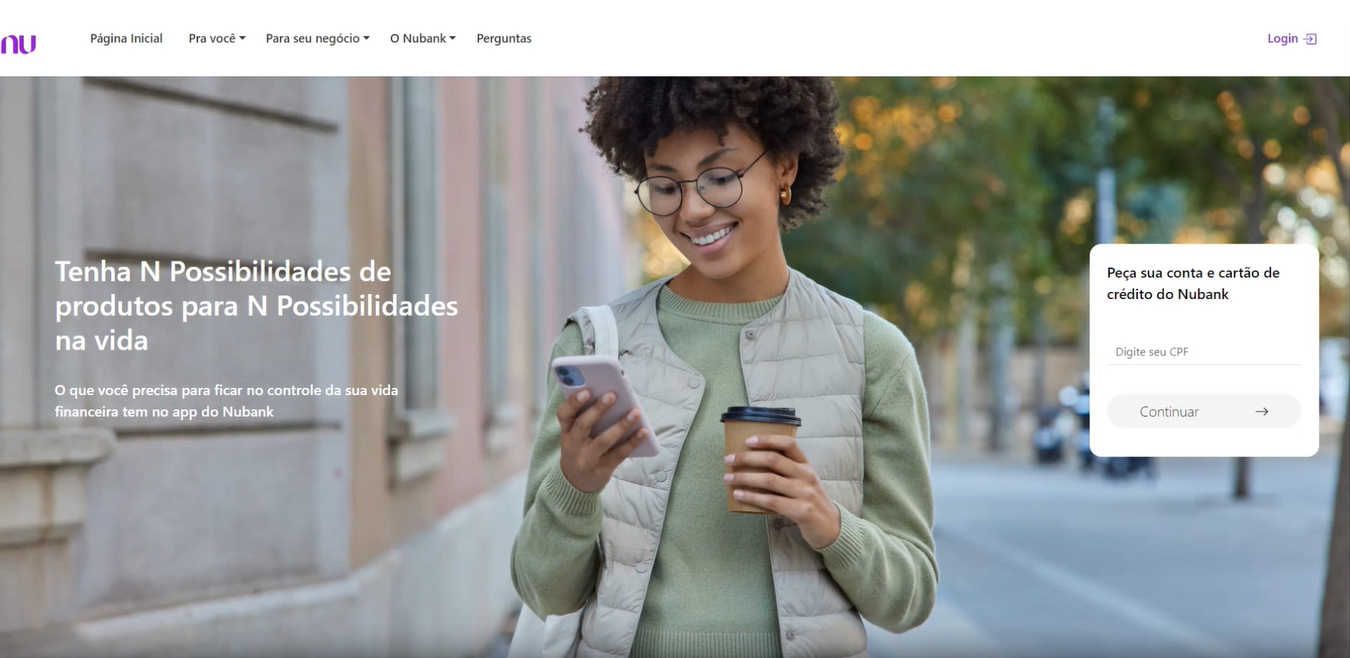 nu
Página Inicial
Pra você
Para seu negócio
O Nubank
Perguntas
Login
Tenha N Possibilidades de
produtos para N Possibilidades
na vida
O que você precisa para ficar no controle da sua vida
financeira tem no app do Nubank
Peça sua conta e cartão de
crédito do Nubank
Digite seu CPF
Continuar